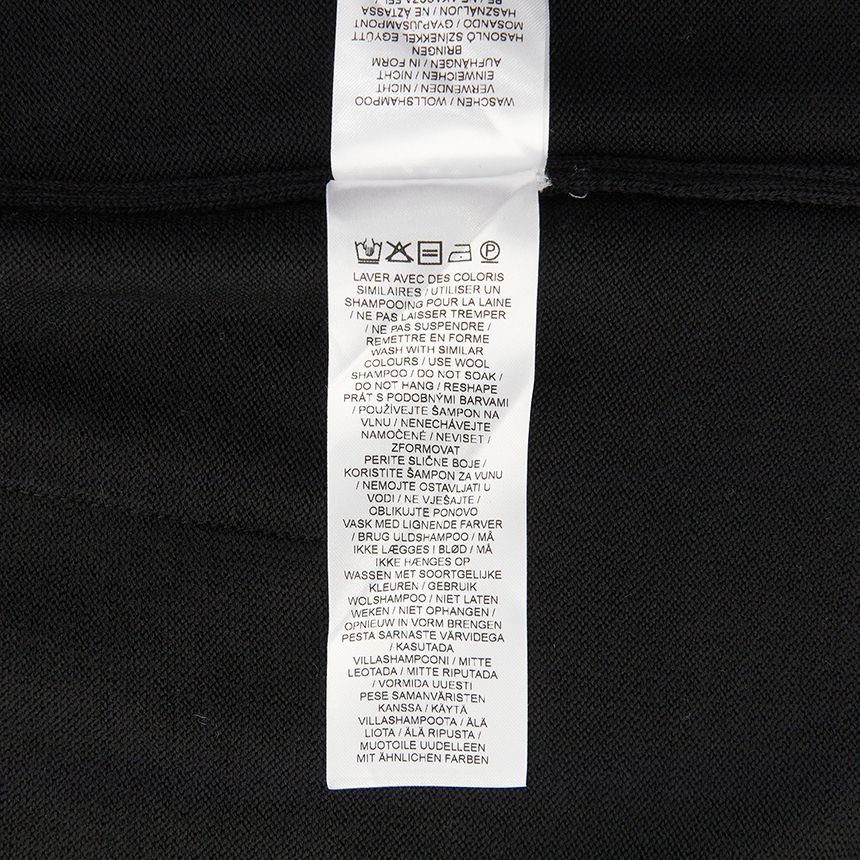 BE / NE AKASSZA FEL /
HASZNÁLJON / NE ÁZTASSA
MOSANDÓ / GYAPJÚSAMPONT
HASONLÓ SZÍNEKKEL EGYÜTT
BRINGEN
AUFHÄNGEN / IN FORM
EINWEICHEN / NICHT
VERWENDEN / NICHT
WASCHEN / WOLLSHAMPOO
P
LAVER AVEC DES COLORIS
SIMILAIRES / UTILISER UN
SHAMPOOING POUR LA LAINE
/ NE PAS LAISSER TREMPER
/ NE PAS SUSPENDRE /
REMETTRE EN FORME
WASH WITH SIMILAR
COLOURS / USE WOOL
SHAMPOO / DO NOT SOAK /
DO NOT HANG / RESHAPE
PRÁT S PODOBNÝMI BARVAMI
/ POUŽÍVEJTE ŠAMPON NA
VLNU / NENECHÁVEJTE
NAMOČENÉ / NEVISET /
ZFORMOVAT
PERITE SLIČNE BOJE /
KORISTITE ŠAMPON ZA VUNU
/ NEMOJTE OSTAVLJATI U
VODI / NE VJEŠAJTE /
OBLIKUJTE PONOVO
VASK MED LIGNENDE FARVER
/ BRUG ULDSHAMPOO / MÅ
IKKE LÆGGES I BLØD / MÅ
IKKE HÆNGES OP
WASSEN MET SOORTGELIJKE
KLEUREN / GEBRUIK
WOLSHAMPOO / NIET LATEN
WEKEN / NIET OPHANGEN /
OPNIEUW IN VORM BRENGEN
PESTA SARNASTE VÄRVIDEGA
/ KASUTADA
VILLASHAMPOONI / MITTE
LEOTADA / MITTE RIPUTADA
/ VORMIDA UUESTI
PESE SAMANVÄRISTEN
KANSSA / KÄYTÄ
VILLASHAMPOOTA / ÄLÄ
LIOTA / ÄLÄ RIPUSTA /
MUOTOILE UUDELLEEN
MIT ÄHNLICHEN FARBEN